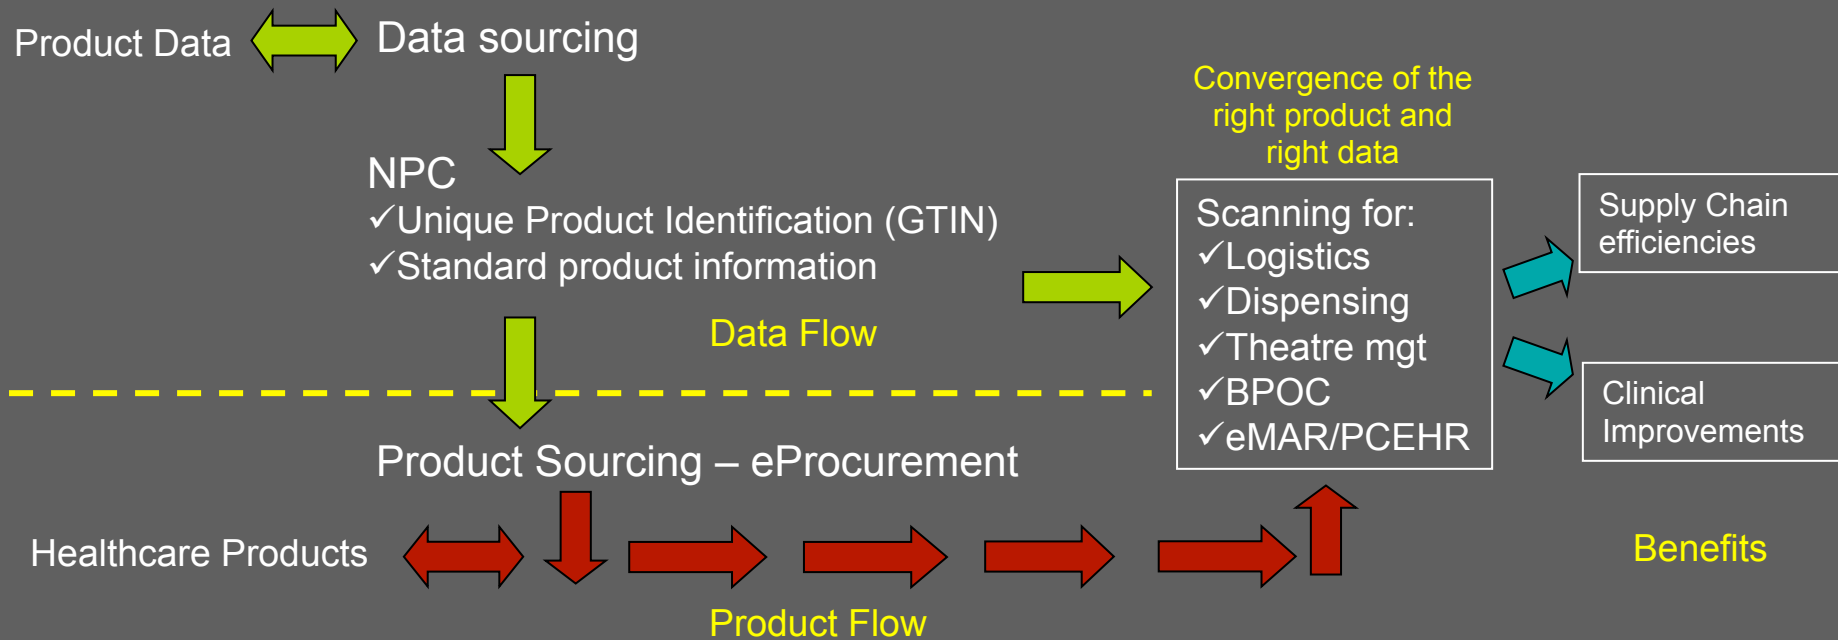 Product Data
Data sourcing
NPC
✓Unique Product Identification (GTIN)
✓Standard product information
Data Flow
Convergence of the
right product and
right data
Scanning for:
✓Logistics
✓Dispensing
✓Theatre mgt
✓BPOC
✓eMAR/PCEHR
Supply Chain
efficiencies
Clinical
Improvements
Product Sourcing – eProcurement
Healthcare Products
Product Flow
Benefits